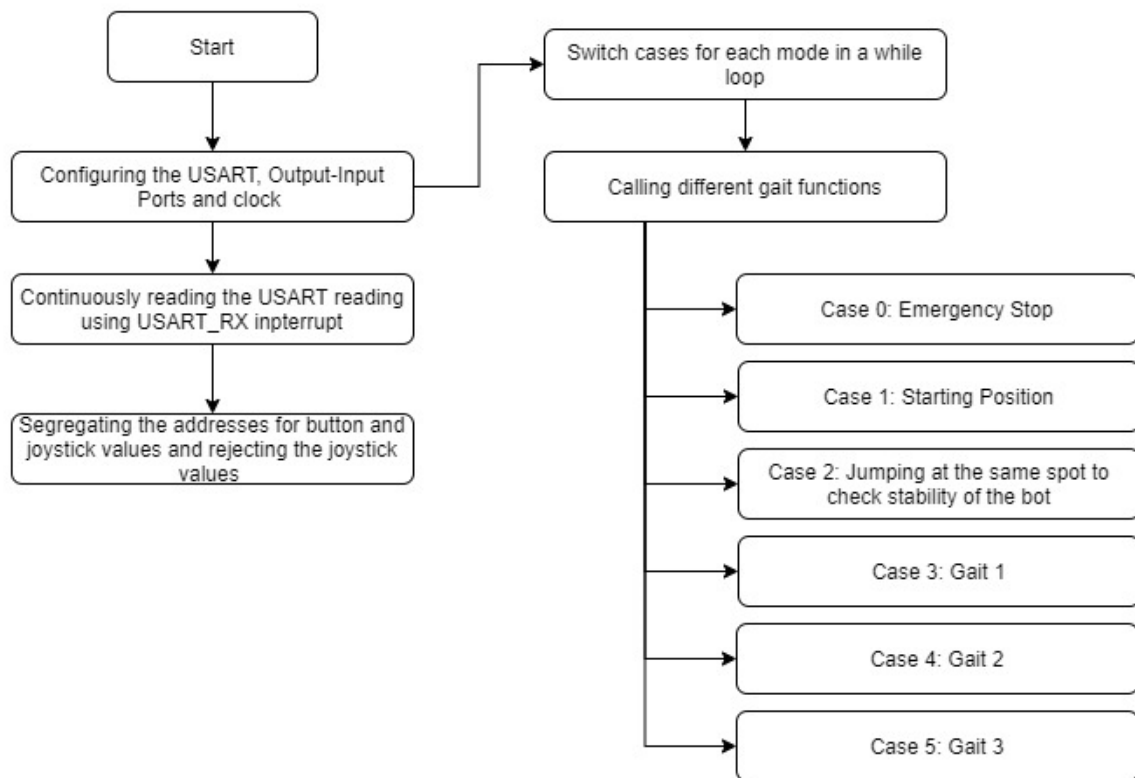 Start
Configuring the USART, Output-Input
Ports and clock
Continuously reading the USART reading
using USART_RX inpterrupt
Segregating the addresses for button and
joystick values and rejecting the joystick
values
Switch cases for each mode in a while
loop
Calling different gait functions
Case 0: Emergency Stop
Case 1: Starting Position
Case 2: Jumping at the same spot to
check stability of the bot
Case 3: Gait 1
Case 4: Gait 2
Case 5: Gait 3